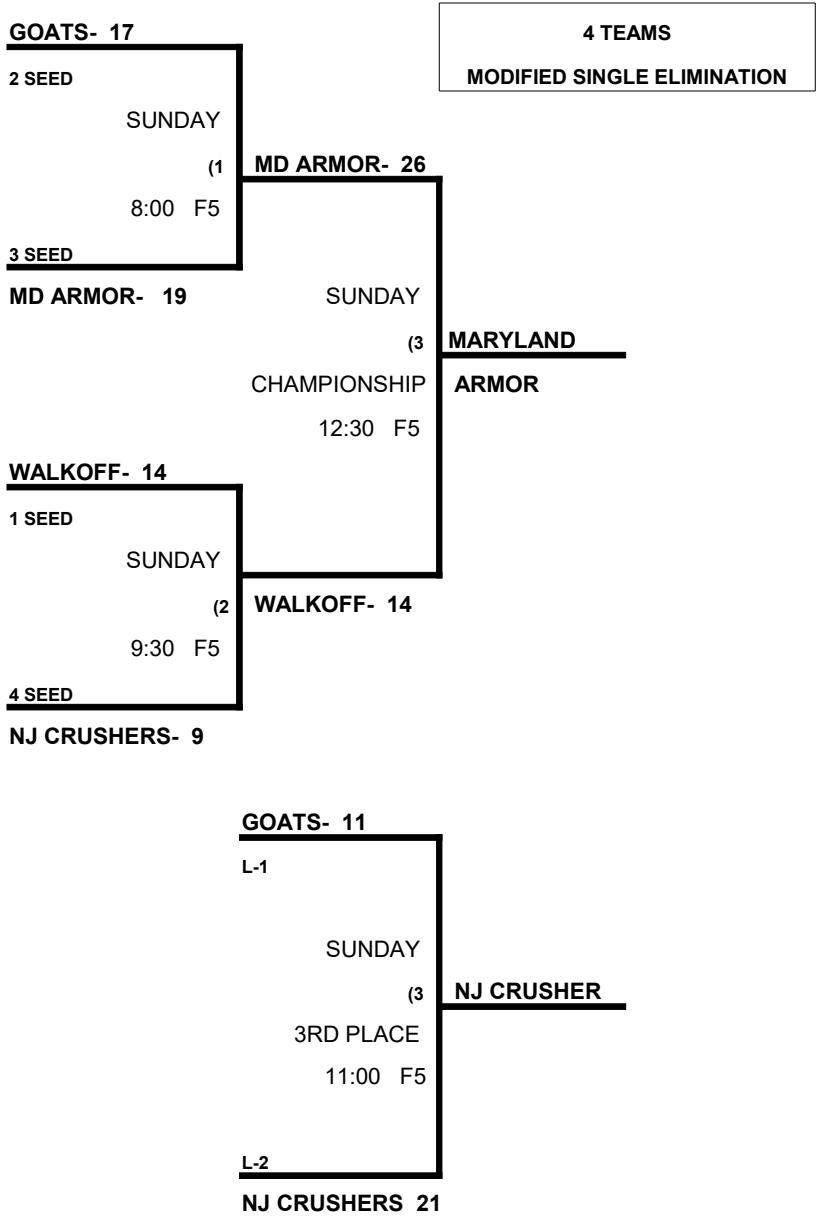 GOATS- 17
4 TEAMS
MODIFIED SINGLE ELIMINATION
2 SEED
SUNDAY
(1
MD ARMOR- 26
8:00 F5
3 SEED
MD ARMOR- 19
SUNDAY
(3
MARYLAND
CHAMPIONSHIP
ARMOR
12:30 F5
WALKOFF- 14
1 SEED
SUNDAY
(2
WALKOFF- 14
9:30 F5
4 SEED
NJ CRUSHERS- 9
GOATS- 11
L-1
SUNDAY
(3
NJ CRUSHER
3RD PLACE
11:00 F5
L-2
NJ CRUSHERS 21